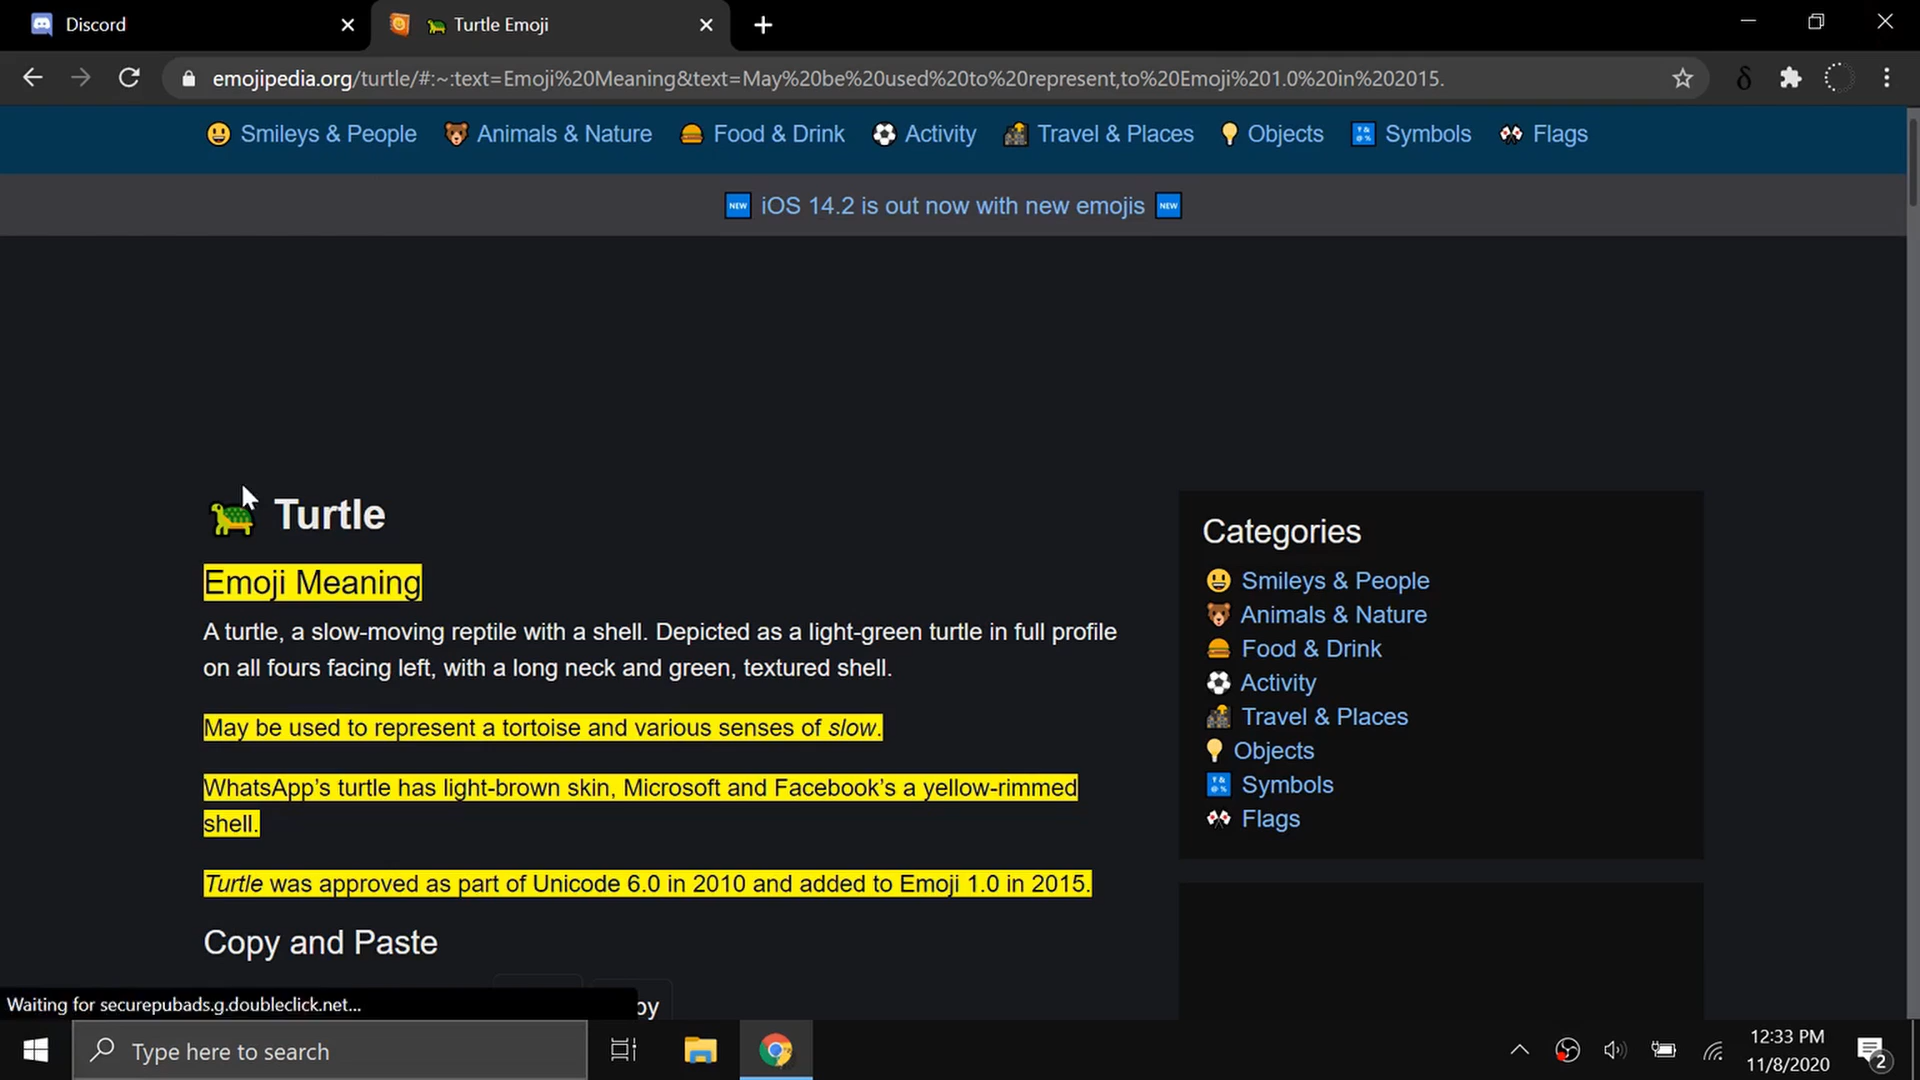 Discord
Turtle Emoji
emojipedia.org/turtle/#:~:text=Emoji%20Meaning&text=May%20be%20used%20to%20represent,to%20Emoji%201.0%20in%202015.
Smileys & People Animals & Nature Food & Drink Activity Travel & Places Objects Symbols Flags
NEW iOS 14.2 is out now with new emojis NEW
Turtle
Emoji Meaning
A turtle, a slow-moving reptile with a shell. Depicted as a light-green turtle in full profile
on all fours facing left, with a long neck and green, textured shell.
May be used to represent a tortoise and various senses of slow.
WhatsApp’s turtle has light-brown skin, Microsoft and Facebook’s a yellow-rimmed
shell.
Turtle was approved as part of Unicode 6.0 in 2010 and added to Emoji 1.0 in 2015.
Copy and Paste
Categories
Smileys & People
Animals & Nature
Food & Drink
Activity
Travel & Places
Objects
Symbols
Flags
Waiting for securepubads.g.doubleclick.net...
Type here to search
12:33 PM
11/8/2020
2